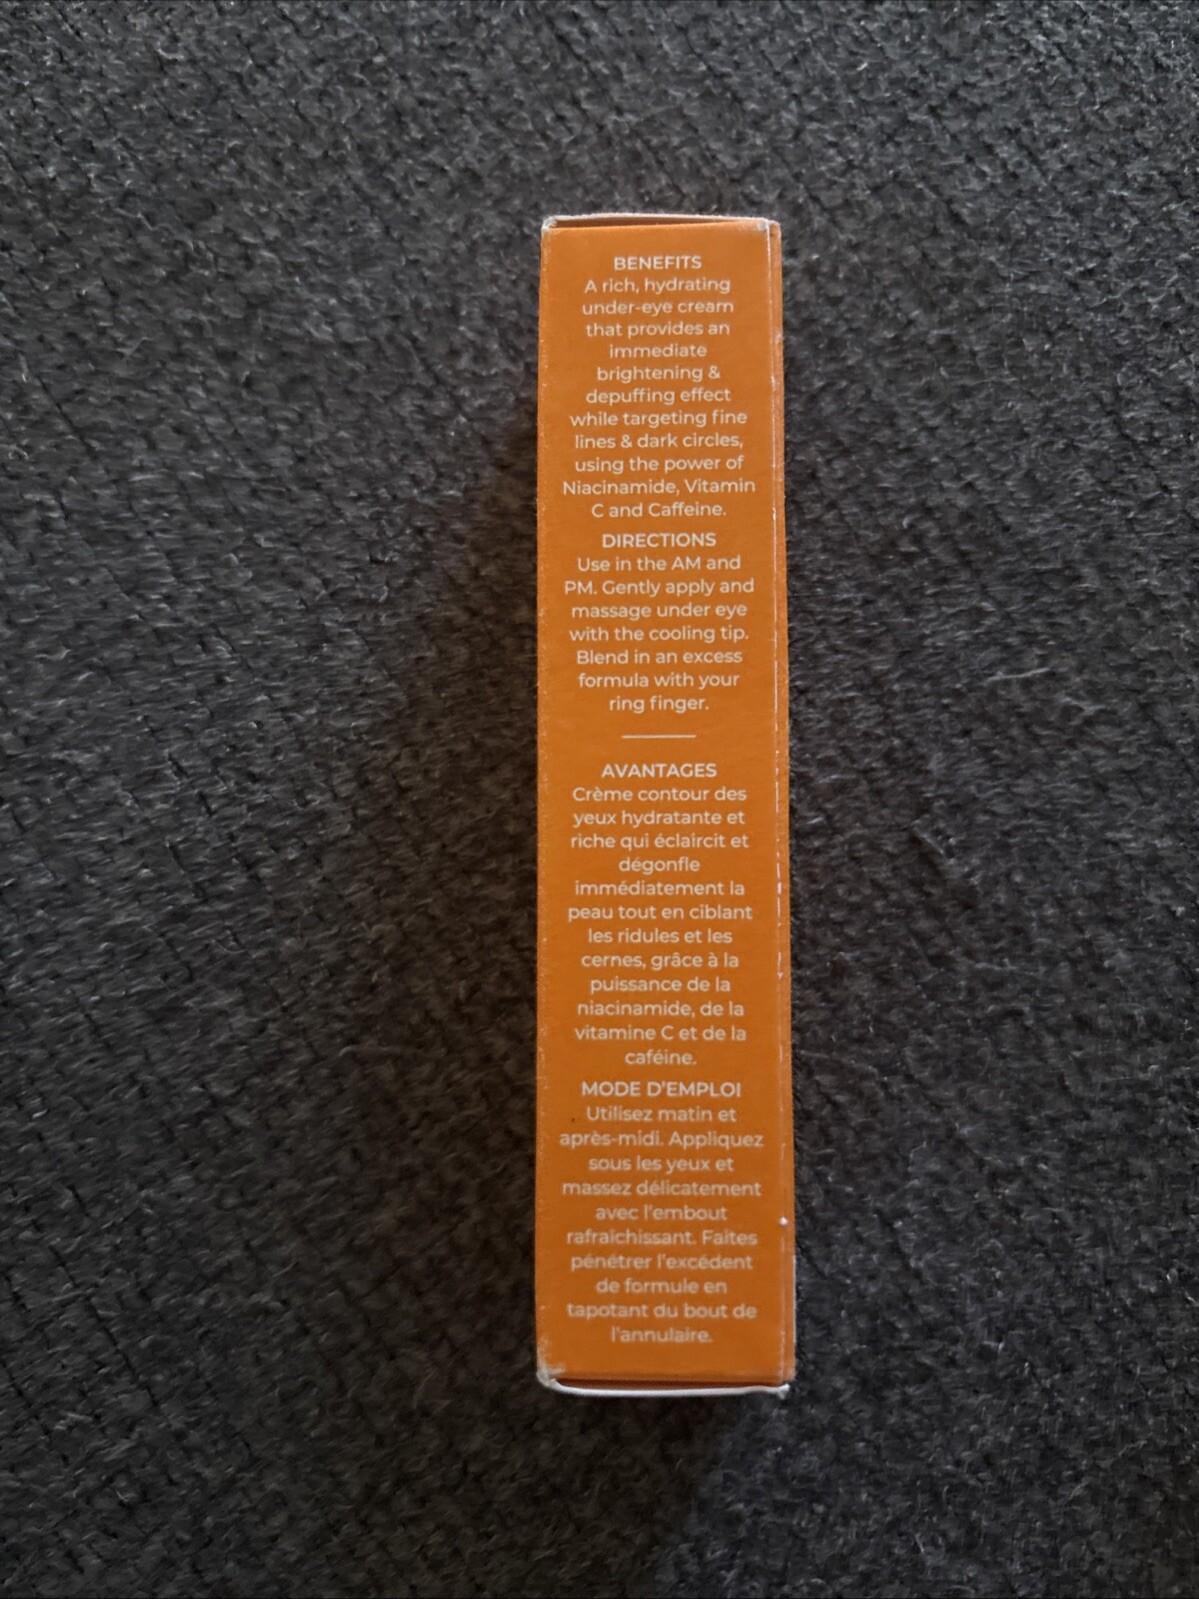 BENEFITS
A rich, hydrating
under-eye cream
that provides an
immediate
brightening &
depuffing effect
while targeting fine
lines & dark circles,
using the power of
Niacinamide, Vitamin
C and Caffeine.
DIRECTIONS
Use in the AM and
PM. Gently apply and
massage under eye
with the cooling tip.
Blend in an excess
formula with your
ring finger.
AVANTAGES
Crème contour des
yeux hydratante et
riche qui éclaircit et
dégonfle
immédiatement la
peau tout en ciblant
les ridules et les
cernes, grâce à la
puissance de la
niacinamide, de la
vitamine C et de la
caféine.
MODE D'EMPLOI
Utilisez matin et
après-midi. Appliquez
sous les yeux et
massez délicatement
avec l'embout
rafraîchissant. Faites
pénétrer l'excédent
de formule en
tapotant du bout de
l'annulaire.